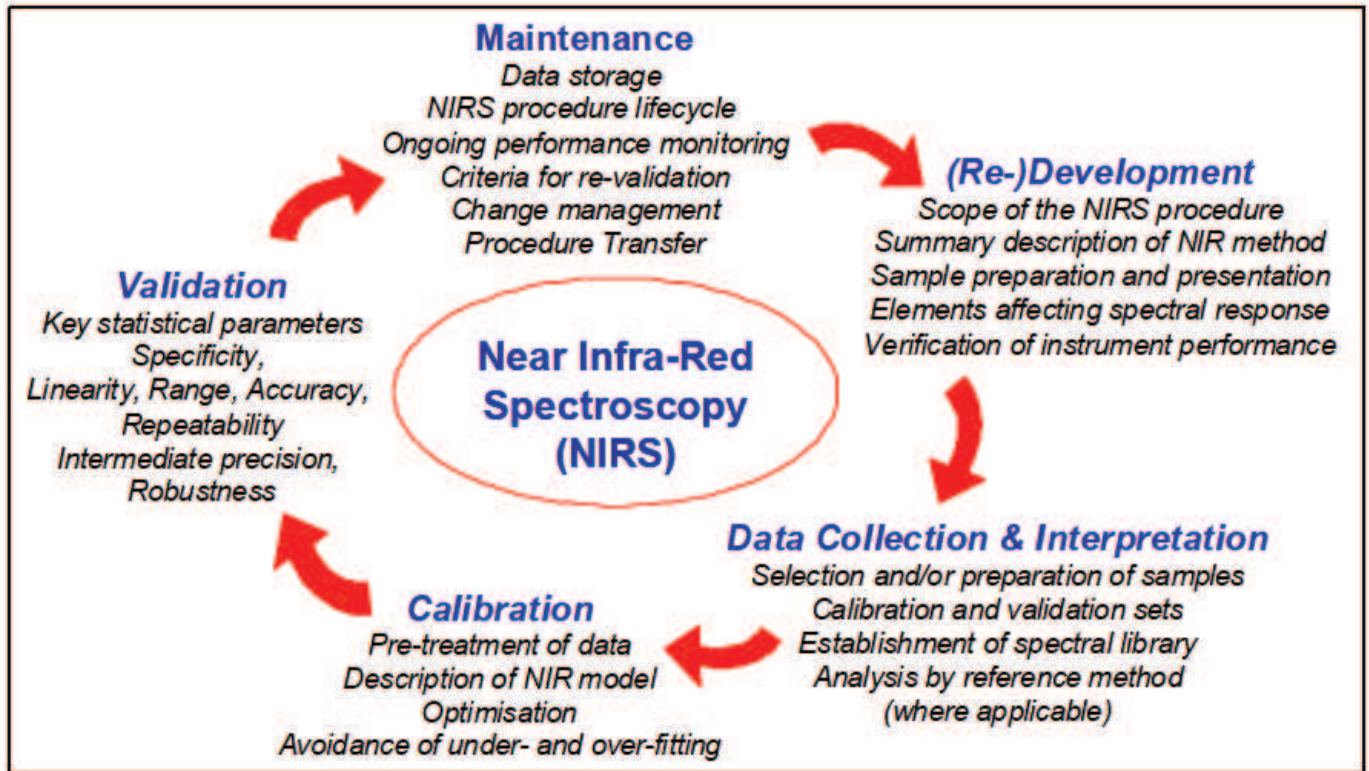 Maintenance
Data storage
NIRS procedure lifecycle
Ongoing performance monitoring
Criteria for re-validation
Change management
Procedure Transfer
(Re-)Development
Scope of the NIRS procedure
Summary description of NIR method
Sample preparation and presentation
Elements affecting spectral response
Verification of instrument performance
Data Collection & Interpretation
Selection and/or preparation of samples
Calibration and validation sets
Establishment of spectral library
Analysis by reference method
(where applicable)
Calibration
Pre-treatment of data
Description of NIR model
Optimisation
Avoidance of under- and over-fitting
Validation
Key statistical parameters
Specificity,
Linearity, Range, Accuracy,
Repeatability
Intermediate precision,
Robustness
Near Infra-Red
Spectroscopy
(NIRS)